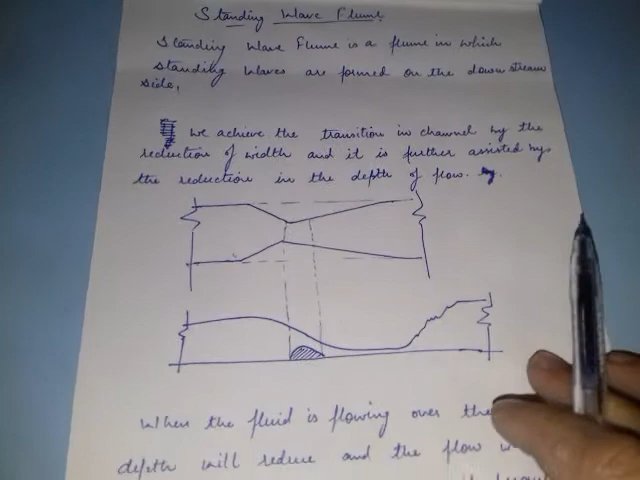 Standing Wave Flume
Standing Wave Flume is a flume in which
standing waves are formed on the down stream
side,
We achieve the transition in channel by the
reduction of width and it is further assisted by
the reduction in the depth of flow.
When the fluid is flowing over the
depth will reduce and the flow